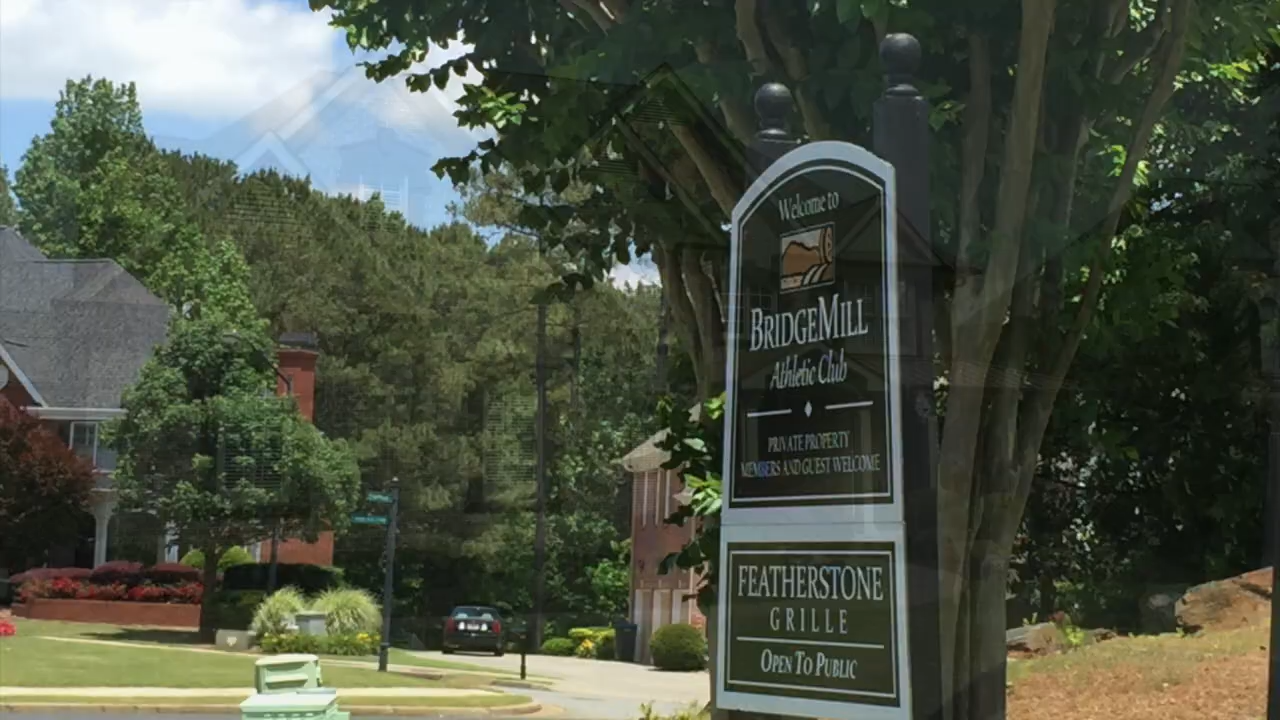 Welcome to
BRIDGEMILL
Athletic Club
PRIVATE PROPERTY
MEMBERS AND GUEST WELCOME
FEATHERSTONE
GRILLE
OPEN TO PUBLIC